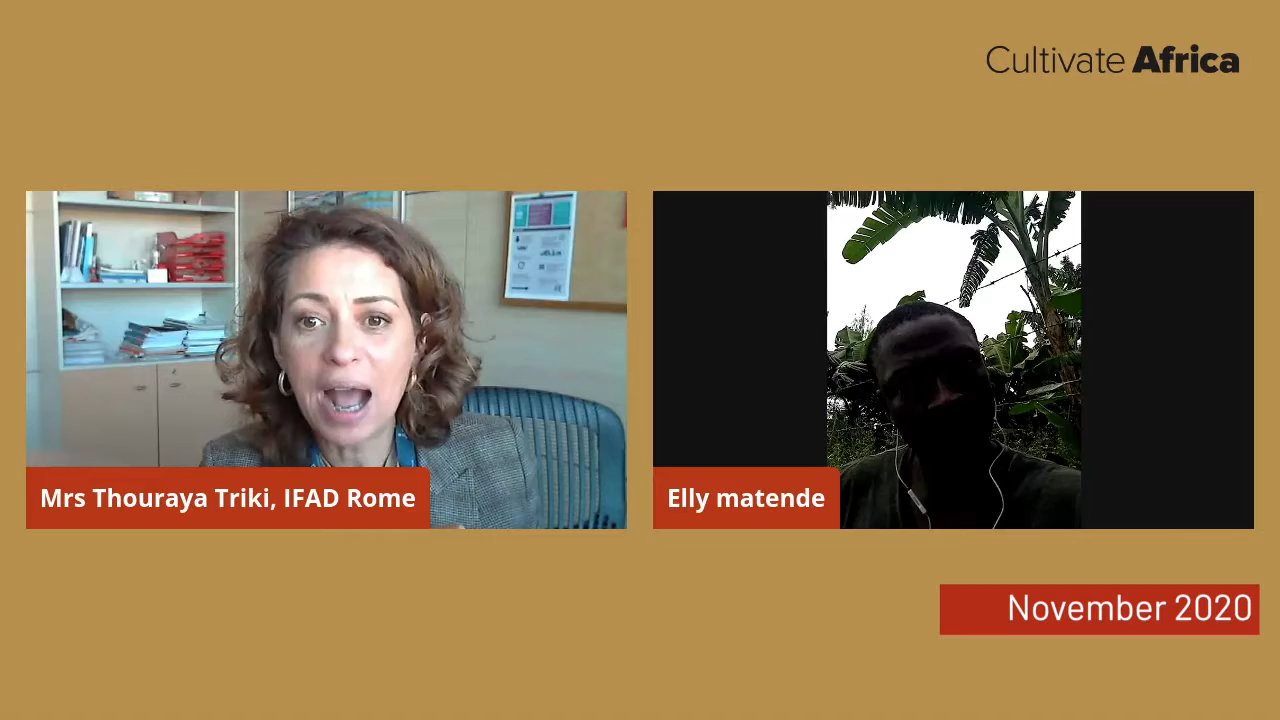 Cultivate Africa
Mrs Thouraya Triki, IFAD Rome
Elly matende
November 2020